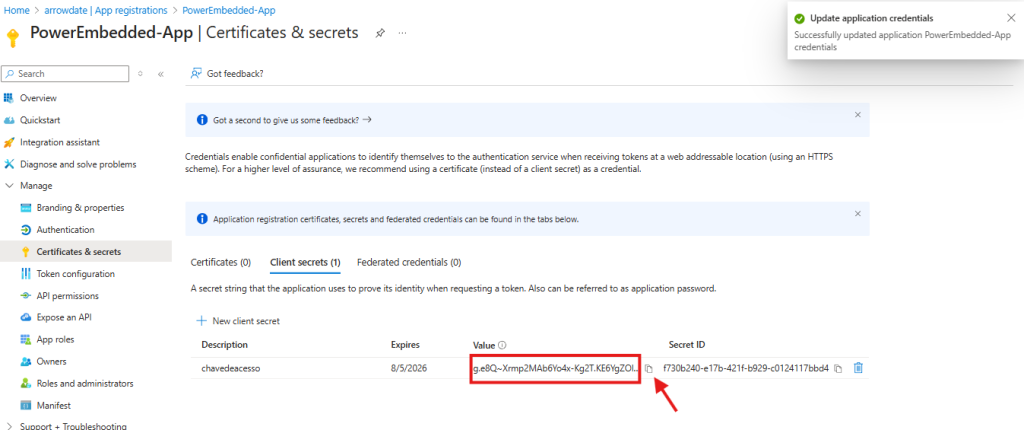 Home > arrowdate | App registrations > PowerEmbedded-App
PowerEmbedded-App | Certificates & secrets
Update application credentials
Successfully updated application PowerEmbedded-App
credentials
Search
Got feedback?
Overview
Quickstart
Integration assistant
Diagnose and solve problems
Manage
Branding & properties
Authentication
Certificates & secrets
Token configuration
API permissions
Expose an API
App roles
Owners
Roles and administrators
Manifest
Support + Troubleshooting
Got a second to give us some feedback?
Credentials enable confidential applications to identify themselves to the authentication service when receiving tokens at a web addressable location (using an HTTPS
scheme). For a higher level of assurance, we recommend using a certificate (instead of a client secret) as a credential.
Application registration certificates, secrets and federated credentials can be found in the tabs below.
Certificates (0) Client secrets (1) Federated credentials (0)
A secret string that the application uses to prove its identity when requesting a token. Also can be referred to as application password.
New client secret
Description Expires Value Secret ID
chavedeacesso 8/5/2026 g.e8Q~Xrmp2MAb6Yo4x-Kg2T.KE6YgZOl... f730b240-e17b-421f-b929-c0124117bbd4